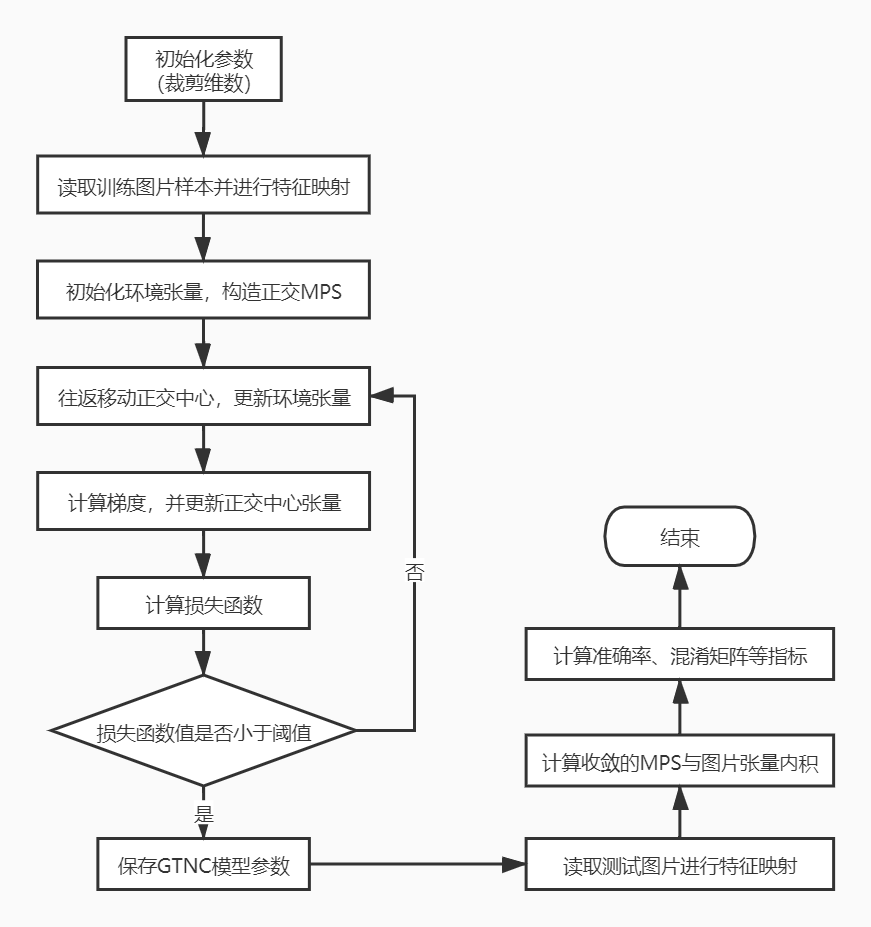 初始化参数
（裁剪维数）
读取训练图片样本并进行特征映射
初始化环境张量，构造正交MPS
往返移动正交中心，更新环境张量
计算梯度，并更新正交中心张量
计算损失函数
损失函数值是否小于阈值
否
是
保存GTNC模型参数
读取测试图片进行特征映射
计算收敛的MPS与图片张量内积
计算准确率、混淆矩阵等指标
结束